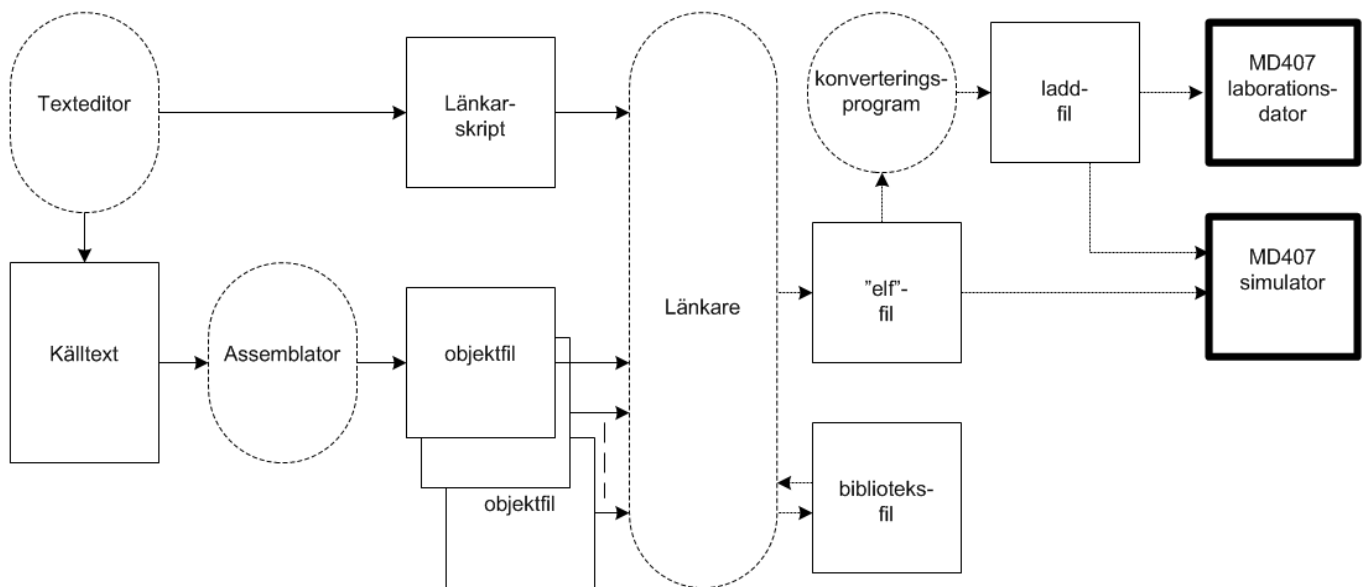 Texteditor
Länkar-
skript
konverterings-
program
ladd-
fil
MD407
laborations-
dator
Källtext
Assemblator
objektfil
objektfil
Länkare
”elf”-
fil
MD407
simulator
biblioteks-
fil